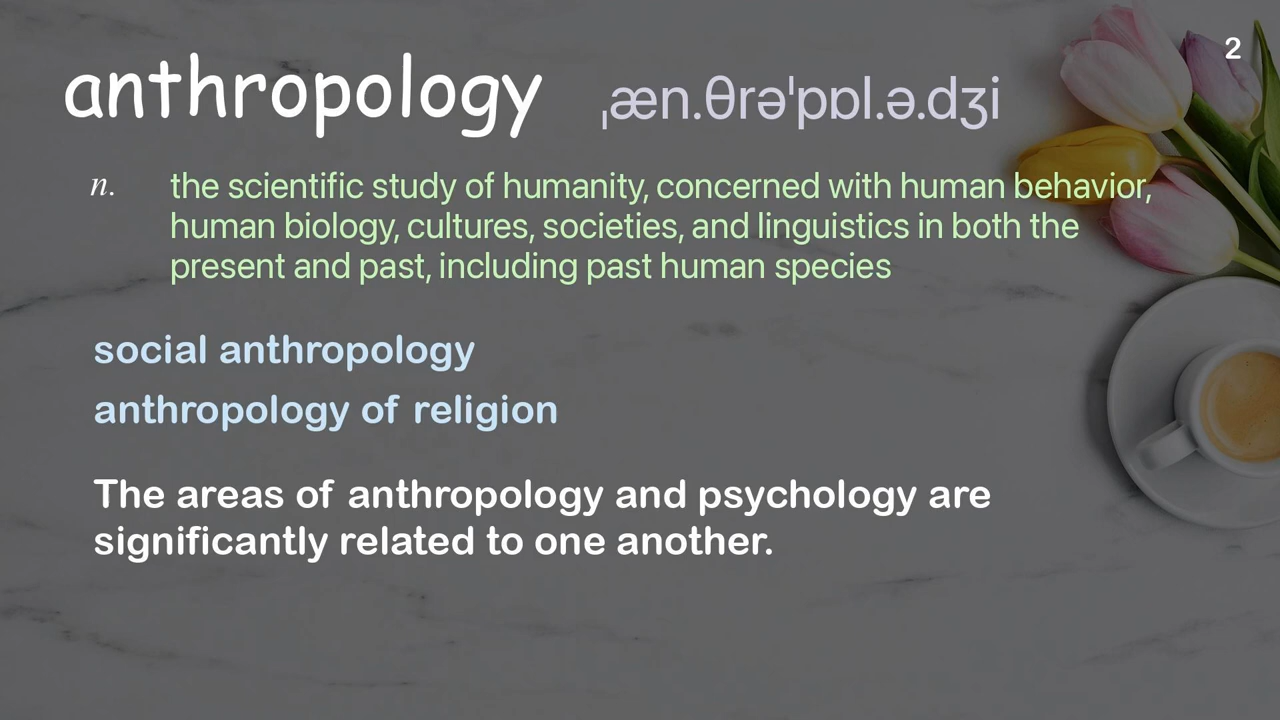 2
anthropology ˌæn.θrəˈpɒl.ə.dʒi
n. the scientific study of humanity, concerned with human behavior,
human biology, cultures, societies, and linguistics in both the
present and past, including past human species
social anthropology
anthropology of religion
The areas of anthropology and psychology are
significantly related to one another.